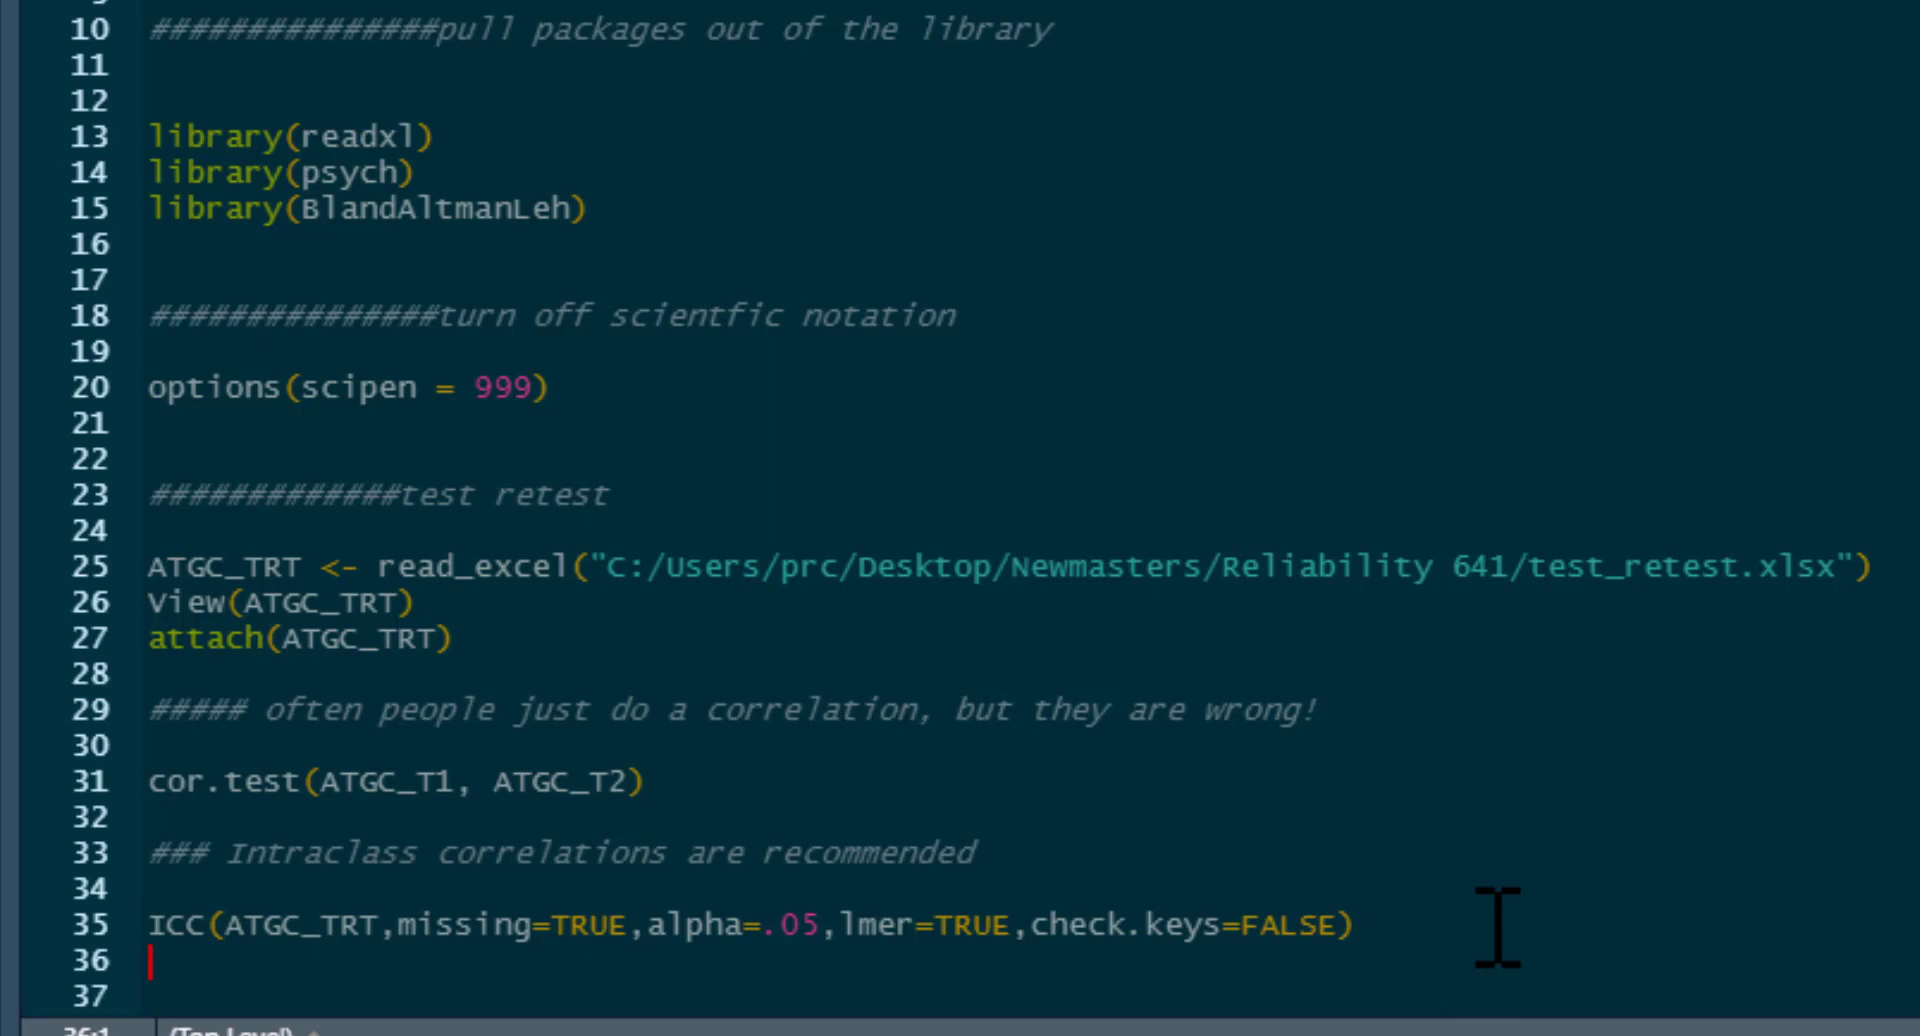 10 ###############pull packages out of the library
11
12
13 library(readxl)
14 library(psych)
15 library(BlandAltmanLeh)
16
17
18 ###############turn off scientfic notation
19
20 options(scipen = 999)
21
22
23 #############test retest
24
25 ATGC_TRT <- read_excel("C:/Users/prc/Desktop/Newmasters/Reliability 641/test_retest.xlsx")
26 View(ATGC_TRT)
27 attach(ATGC_TRT)
28
29 ##### often people just do a correlation, but they are wrong!
30
31 cor.test(ATGC_T1, ATGC_T2)
32
33 ### Intraclass correlations are recommended
34
35 ICC(ATGC_TRT,missing=TRUE,alpha=.05,lmer=TRUE,check.keys=FALSE)
36
37
36:1 (Top Level)